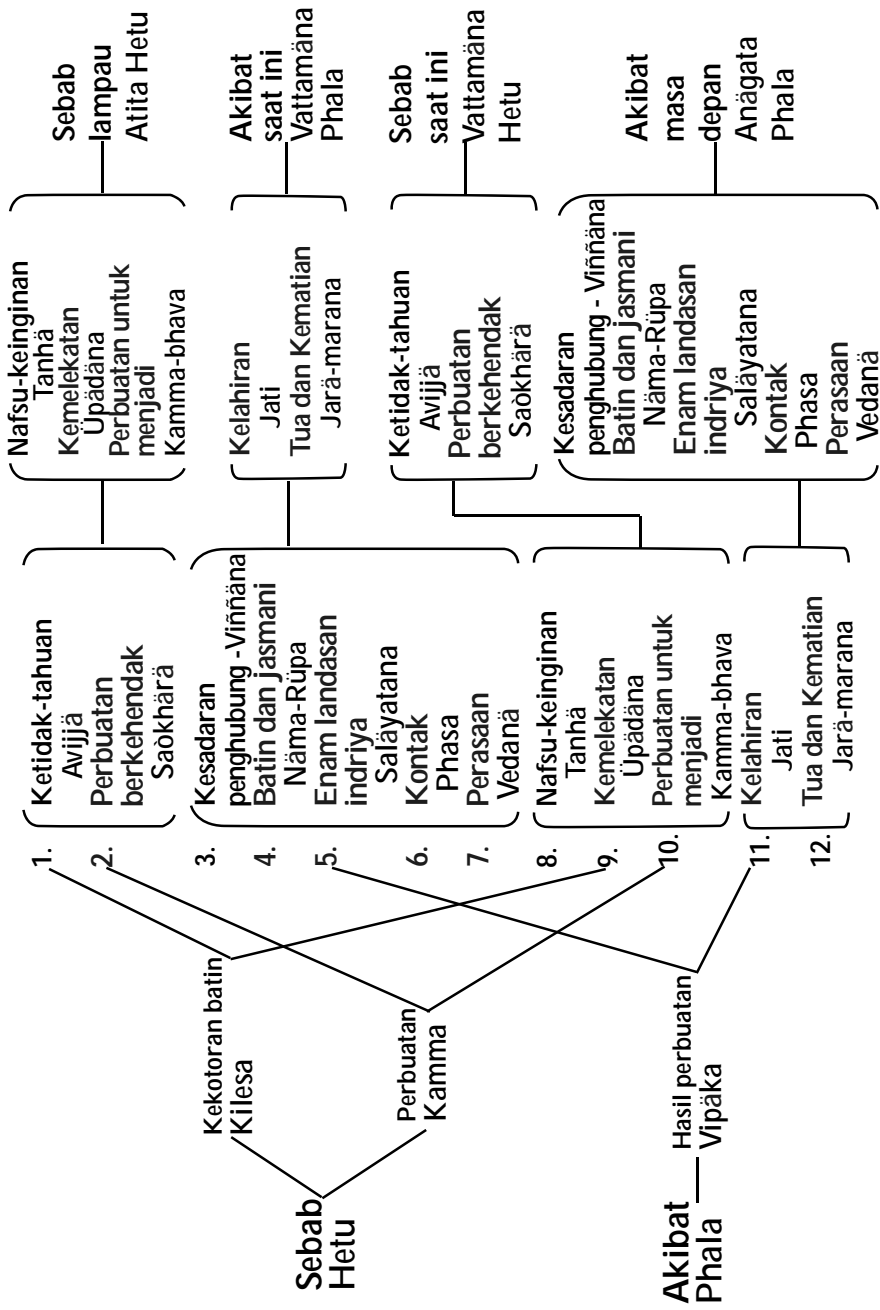 Sebab
Hetu
Akibat
Phala
Kekotoran batin
Kilesa
Perbuatan
Kamma
Hasil perbuatan
Vipäka
1. Ketidak-tahuan
Avijjä
2. Perbuatan
berkehendak
Saòkhärä
3. Kesadaran
penghubung -Viññäna
4. Batin dan jasmani
Näma-Rüpa
5. Enam landasan
indriya
Saläyatana
6. Kontak
Phasa
7. Perasaan
Vedanä
8. Nafsu-keinginan
Tanhä
9. Kemelekatan
Üpädäna
10. Perbuatan untuk
menjadi
Kamma-bhava
11. Kelahiran
Jati
12. Tua dan Kematian
Jarä-marana
Nafsu-keinginan
Tanhä
Kemelekatan
Üpädäna
Perbuatan untuk
menjadi
Kamma-bhava
Kelahiran
Jati
Tua dan Kematian
Jarä-marana
Ketidak-tahuan
Avijjä
Perbuatan
berkehendak
Saòkhärä
Kesadaran
penghubung - Viññäna
Batin dan jasmani
Näma-Rüpa
Enam landasan
indriya
Saläyatana
Kontak
Phasa
Perasaan
Vedanä
Sebab
lampau
Atita Hetu
Akibat
saat ini
Vattamäna
Phala
Sebab
saat ini
Vattamäna
Hetu
Akibat
masa
depan
Anägata
Phala